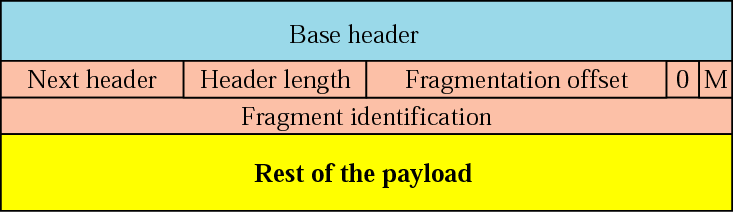 Base header
Next header Header length Fragmentation offset 0 M
Fragment identification
Rest of the payload